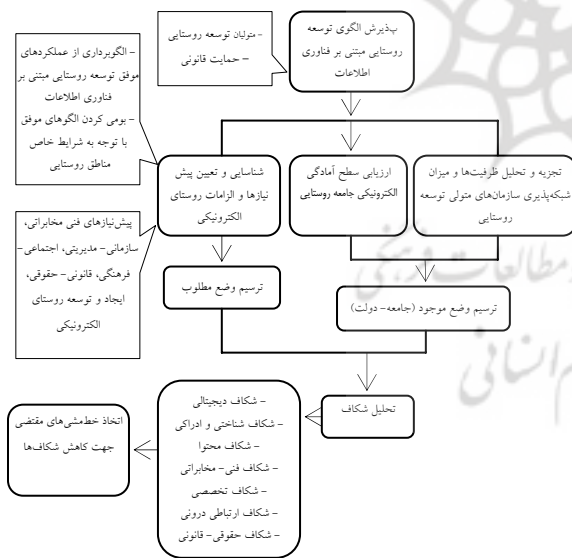 پذیرش الگوی توسعه
روستایی مبتنی بر فناوری
اطلاعات
- متولیان توسعه روستایی
- حمایت قانونی
- الگوبرداری از عملکردهای
موفق توسعه روستایی مبتنی بر
فناوری اطلاعات
- بومی کردن الگوهای موفق
با توجه به شرایط خاص
مناطق روستایی
تجزیه و تحلیل ظرفیت‌ها و میزان
شبکه‌پذیری سازمان‌های متولی توسعه
روستایی
ارزیابی سطح آمادگی
الکترونیکی جامعه روستایی
شناسایی و تعیین پیش
نیازها و الزامات روستای
الکترونیکی
پیش‌نیازهای فنی مخابراتی،
سازمانی- مدیریتی، اجتماعی-
فرهنگی، قانونی- حقوقی،
ایجاد و توسعه روستای
الکترونیکی
ترسیم وضع موجود (جامعه- دولت)
ترسیم وضع مطلوب
تحلیل شکاف
- شکاف دیجیتالی
- شکاف شناختی و ادراکی
- شکاف محتوا
- شکاف فنی- مخابراتی
- شکاف تخصصی
- شکاف ارتباطی درونی
- شکاف حقوقی- قانونی
اتخاذ خط‌مشی‌های مقتضی
جهت کاهش شکاف‌ها
مطالعات فرهنگی
انسانی